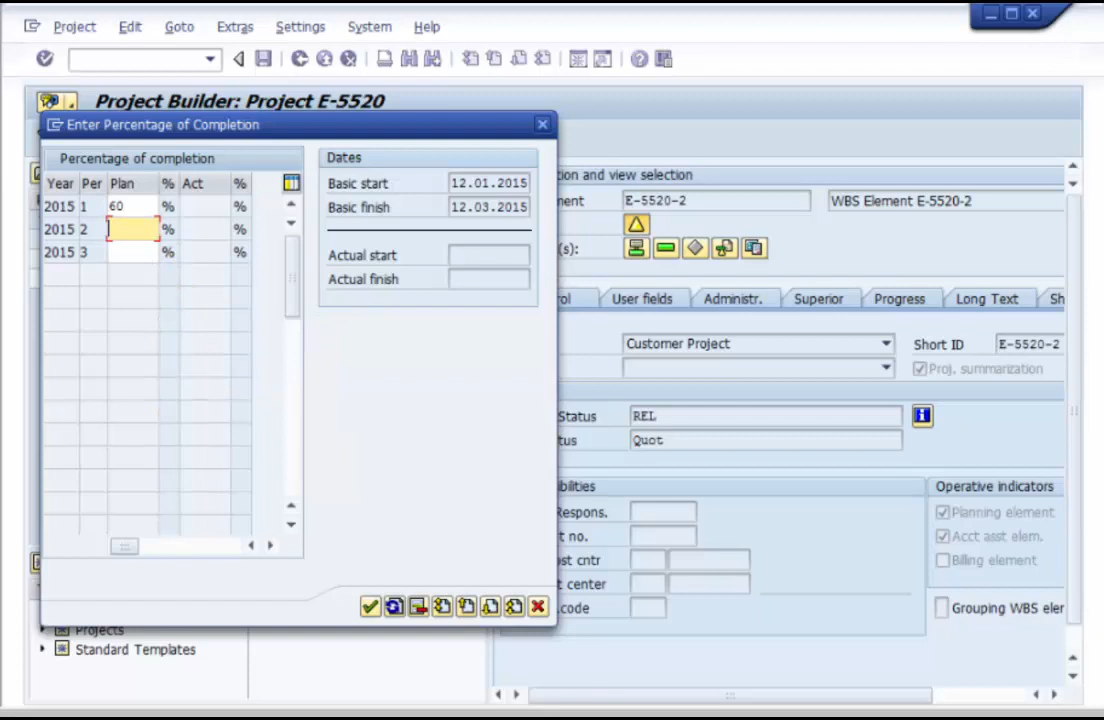 Project Edit Goto Extras Settings System Help
Project Builder: Project E-5520
Enter Percentage of Completion
Percentage of completion
Year Per Plan % Act %
2015 1 60 % %
2015 2 % %
2015 3 % %
Dates
Basic start 12.01.2015
Basic finish 12.03.2015
Actual start
Actual finish
ion and view selection
ment E-5520-2 WBS Element E-5520-2
(s):
ol User fields Administr. Superior Progress Long Text Sh
Customer Project Short ID E-5520-2
Proj. summarization
Status REL
tus Quot
bilities Operative indicators
Respons. Planning element
t no. Acct asst elem.
ost cntr Billing element
t center
.code Grouping WBS eler
Projects
Standard Templates